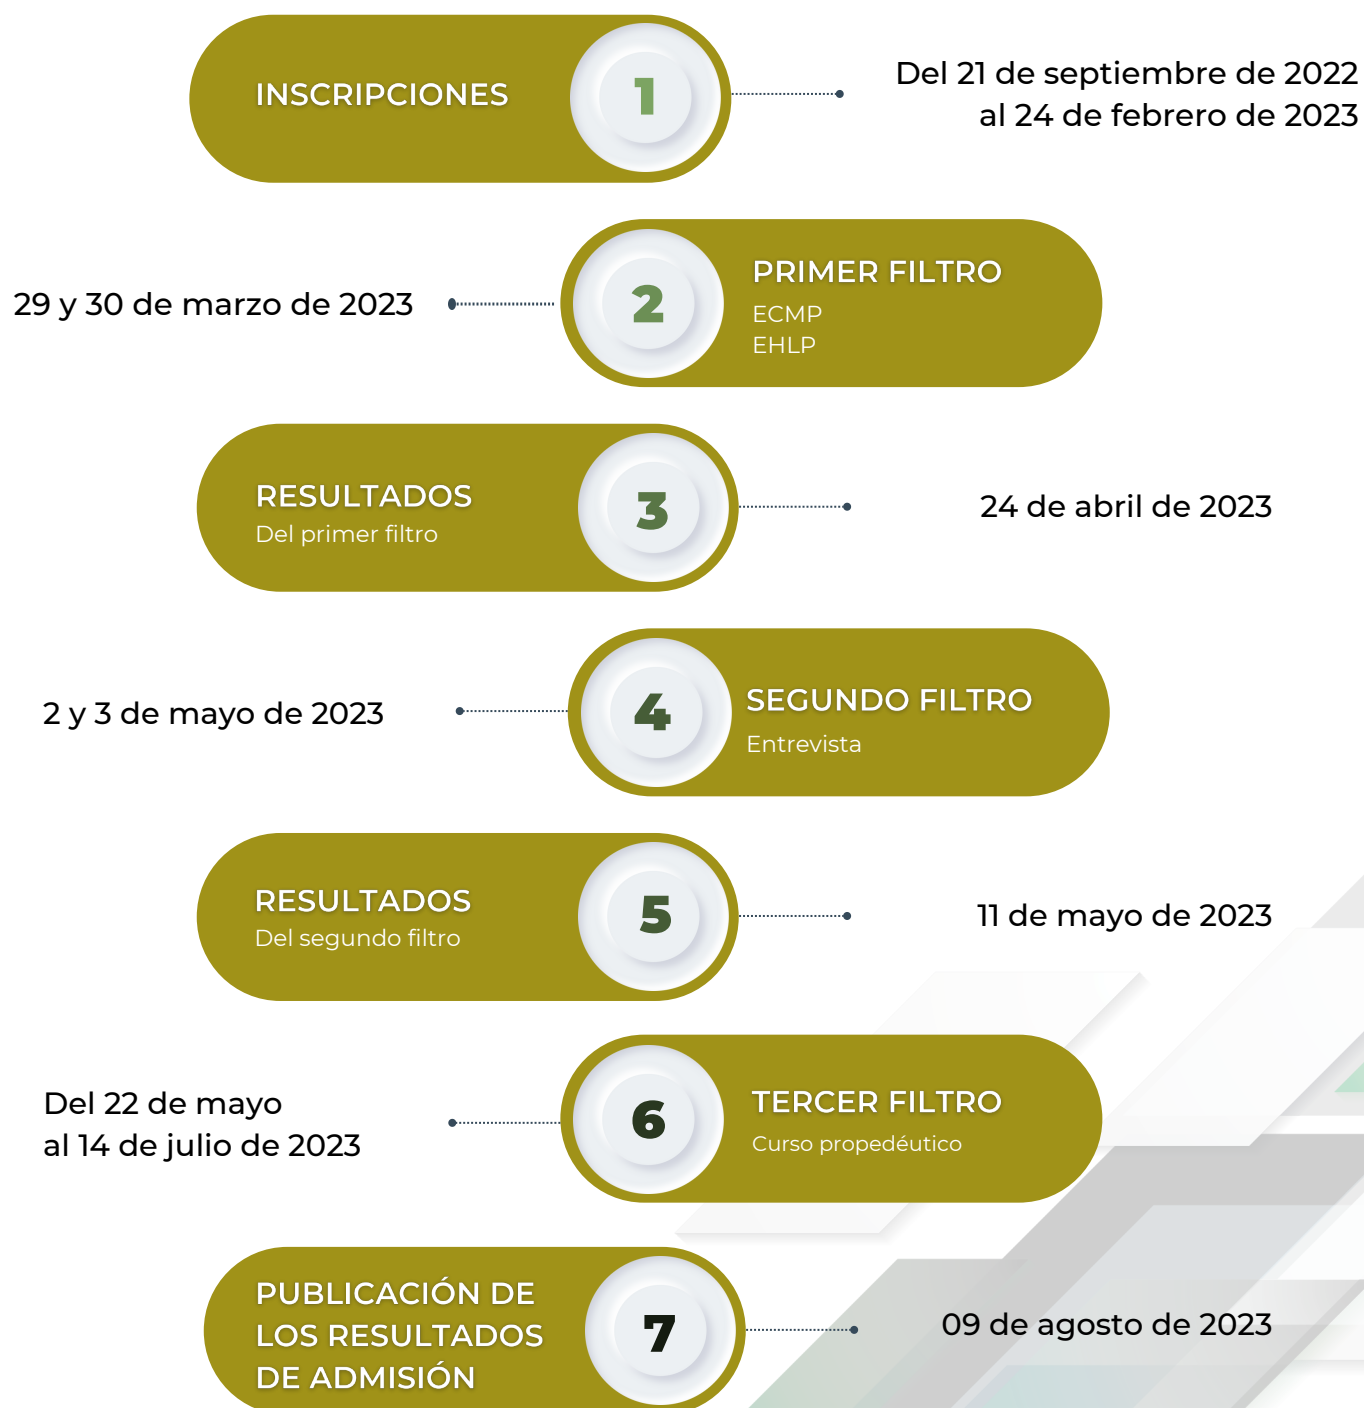 INSCRIPCIONES
1
Del 21 de septiembre de 2022
al 24 de febrero de 2023
29 y 30 de marzo de 2023
2
PRIMER FILTRO
ECMP
EHLP
RESULTADOS
Del primer filtro
3
24 de abril de 2023
2 y 3 de mayo de 2023
4
SEGUNDO FILTRO
Entrevista
RESULTADOS
Del segundo filtro
5
11 de mayo de 2023
Del 22 de mayo
al 14 de julio de 2023
6
TERCER FILTRO
Curso propedéutico
PUBLICACIÓN DE
LOS RESULTADOS
DE ADMISIÓN
7
09 de agosto de 2023